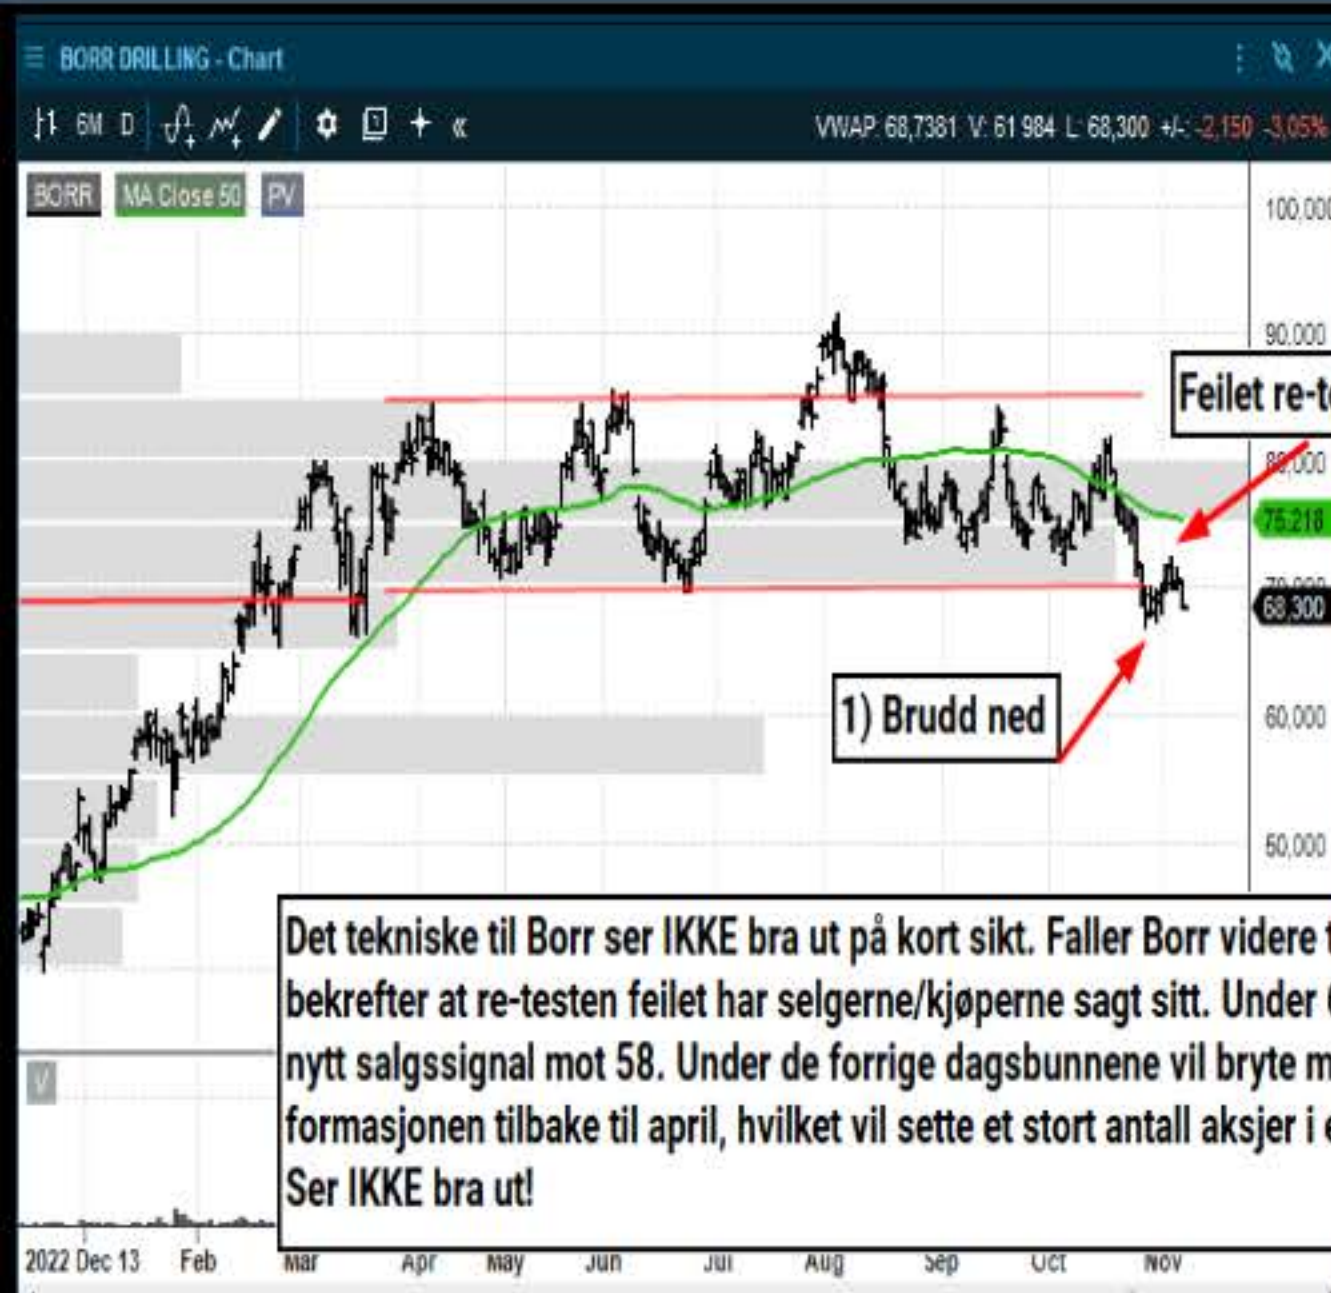 BORR DRILLING - Chart
6M D VWAP: 68,7381 V: 61 984 L: 68,300 +/-: -2,150 -3,05%
BORR MA Close 50 PV
100,000
90,000
Feilet re-t
80,000
75,218
70,000
68,300
1) Brudd ned
60,000
50,000
Det tekniske til Borr ser IKKE bra ut på kort sikt. Faller Borr videre
bekrefter at re-testen feilet har selgerne/kjøperne sagt sitt. Under
nytt salgssignal mot 58. Under de forrige dagsbunnene vil bryte
formasjonen tilbake til april, hvilket vil sette et stort antall aksjer i
Ser IKKE bra ut!
V
2022 Dec 13 Feb Mar Apr May Jun Jul Aug Sep Oct Nov